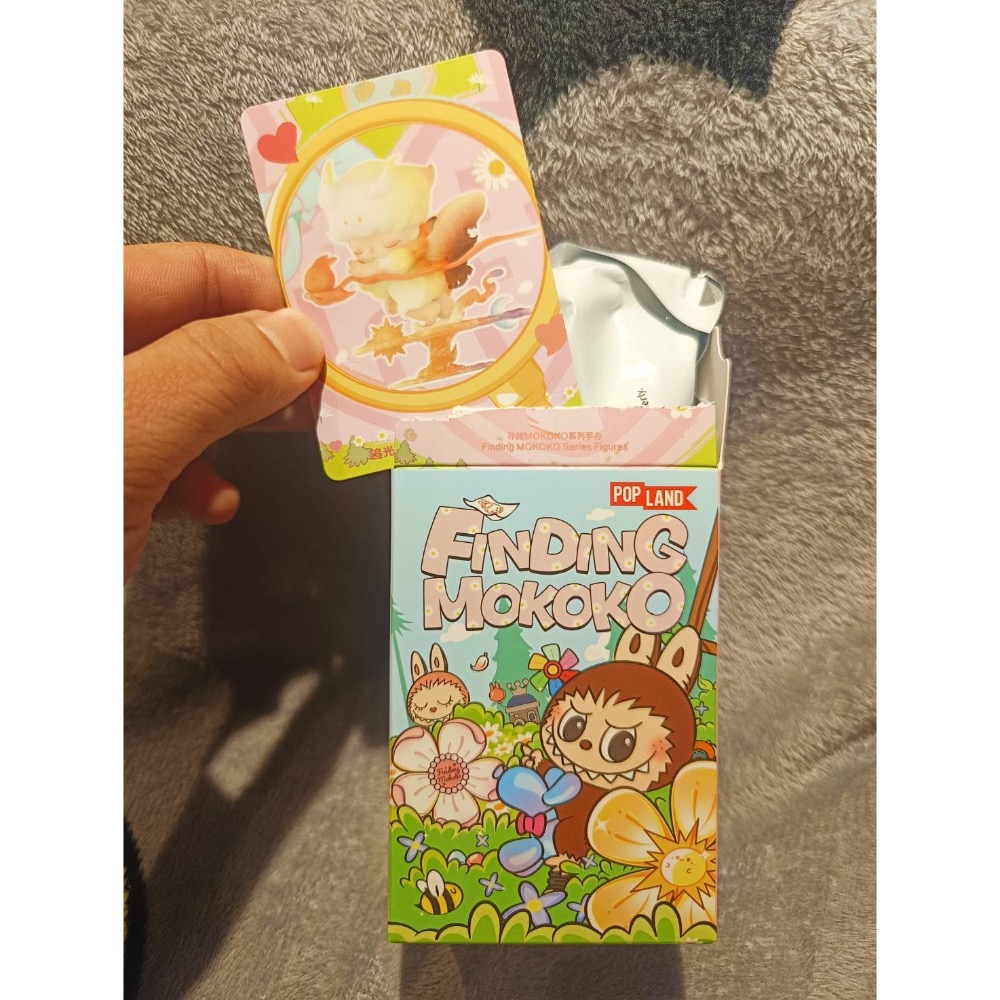 追光
寻找MOKOKO系列手办
Finding MOKOKO Series Figures
POP LAND
FINDING
MOKOKO
Finding
Mokoko